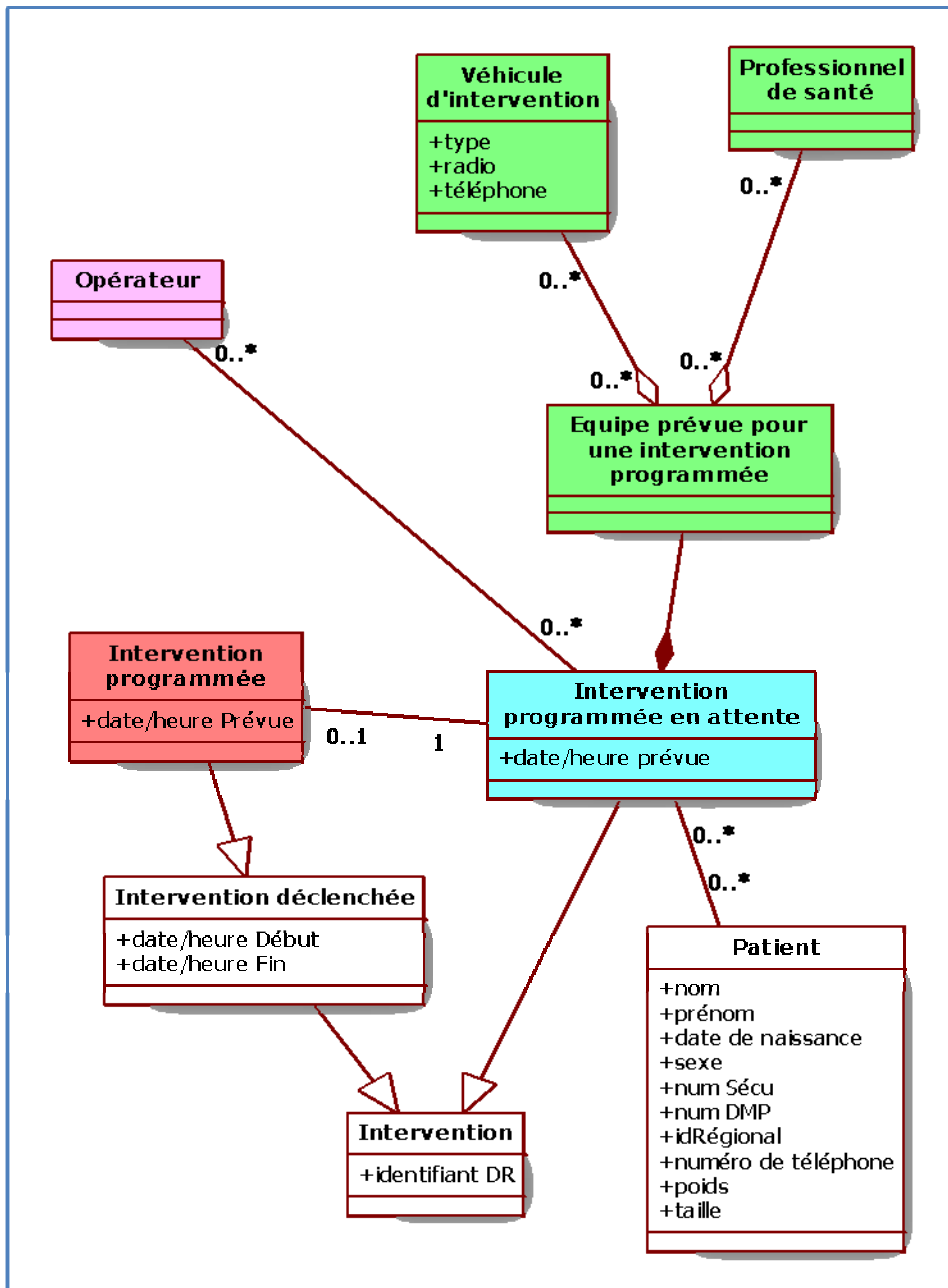 Véhicule
d'intervention
+type
+radio
+téléphone
Professionnel
de santé
0..*
0..*
Opérateur
0..*
0..*
0..*
Equipe prévue pour
une intervention
programmée
0..*
Intervention
programmée
+date/heure Prévue
0..1
1
Intervention
programmée en attente
+date/heure prévue
0..*
0..*
Intervention déclenchée
+date/heure Début
+date/heure Fin
Patient
+nom
+prénom
+date de naissance
+sexe
+num Sécu
+num DMP
+idRégional
+numéro de téléphone
+poids
+taille
Intervention
+identifiant DR